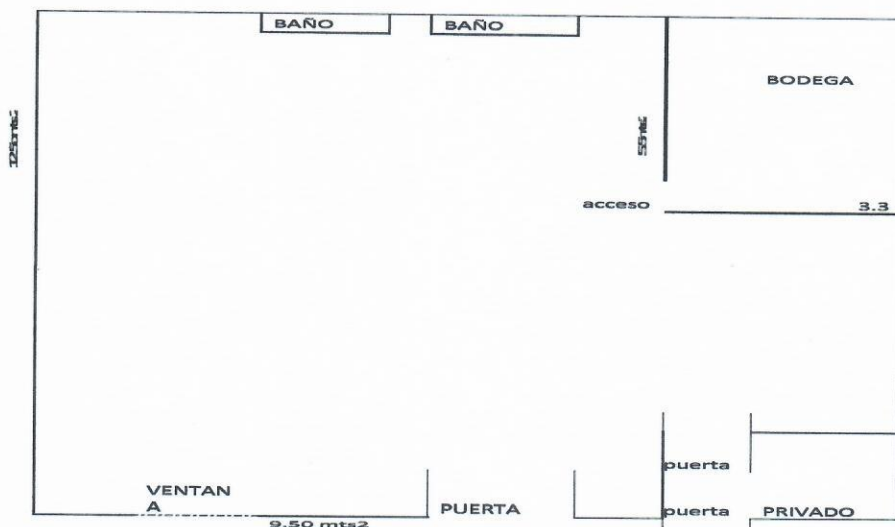 BAÑO
BAÑO
BODEGA
acceso
3.3
puerta
VENTAN
A
PUERTA
puerta
PRIVADO
9.50 mts2